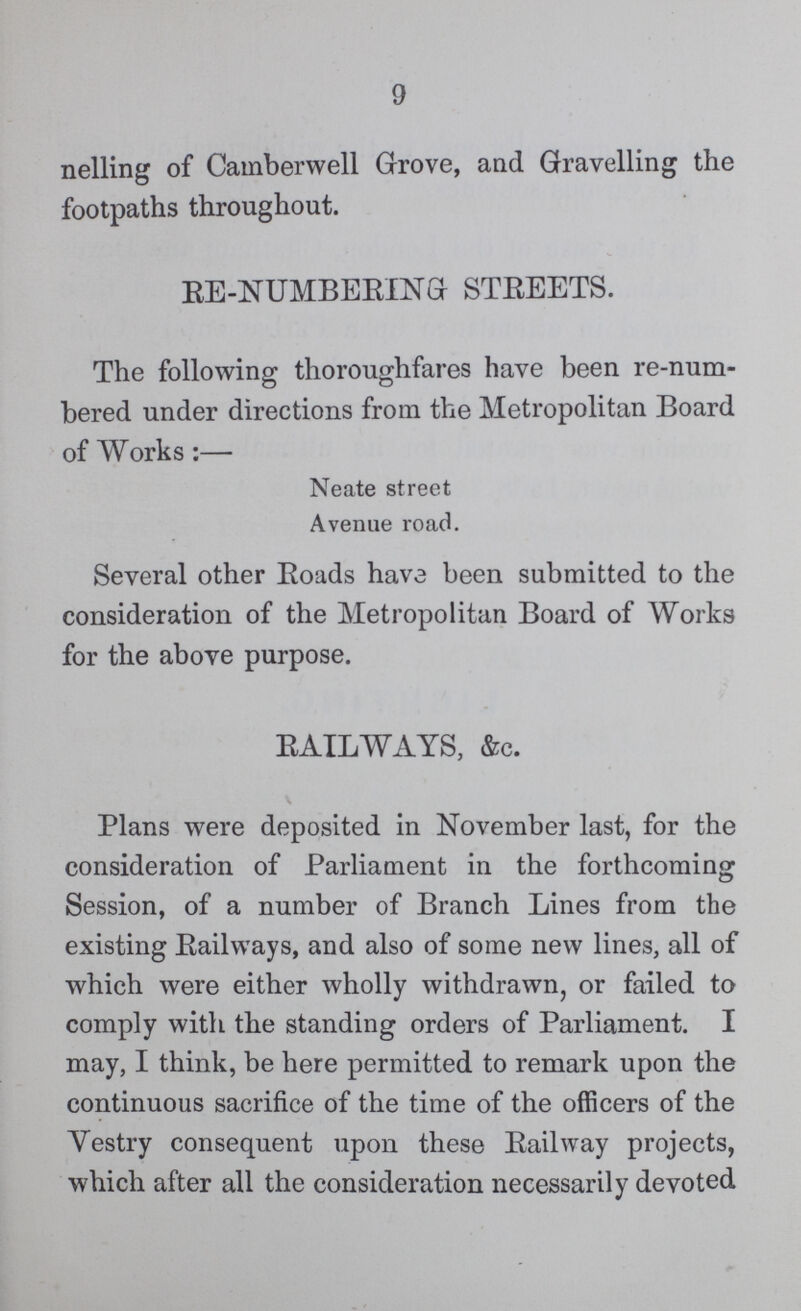 9
nelling of Camberwell Grove, and Gravelling the
footpaths throughout.
RE-NUMBERING STREETS.
The following thoroughfares have been re-num-
bered under directions from the Metropolitan Board
of Works :—
Neate street
Avenue road.
Several other Roads have been submitted to the
consideration of the Metropolitan Board of Works
for the above purpose.
RAILWAYS, &c.
Plans were deposited in November last, for the
consideration of Parliament in the forthcoming
Session, of a number of Branch Lines from the
existing Railways, and also of some new lines, all of
which were either wholly withdrawn, or failed to
comply with the standing orders of Parliament. I
may, I think, be here permitted to remark upon the
continuous sacrifice of the time of the officers of the
Vestry consequent upon these Railway projects,
which after all the consideration necessarily devoted